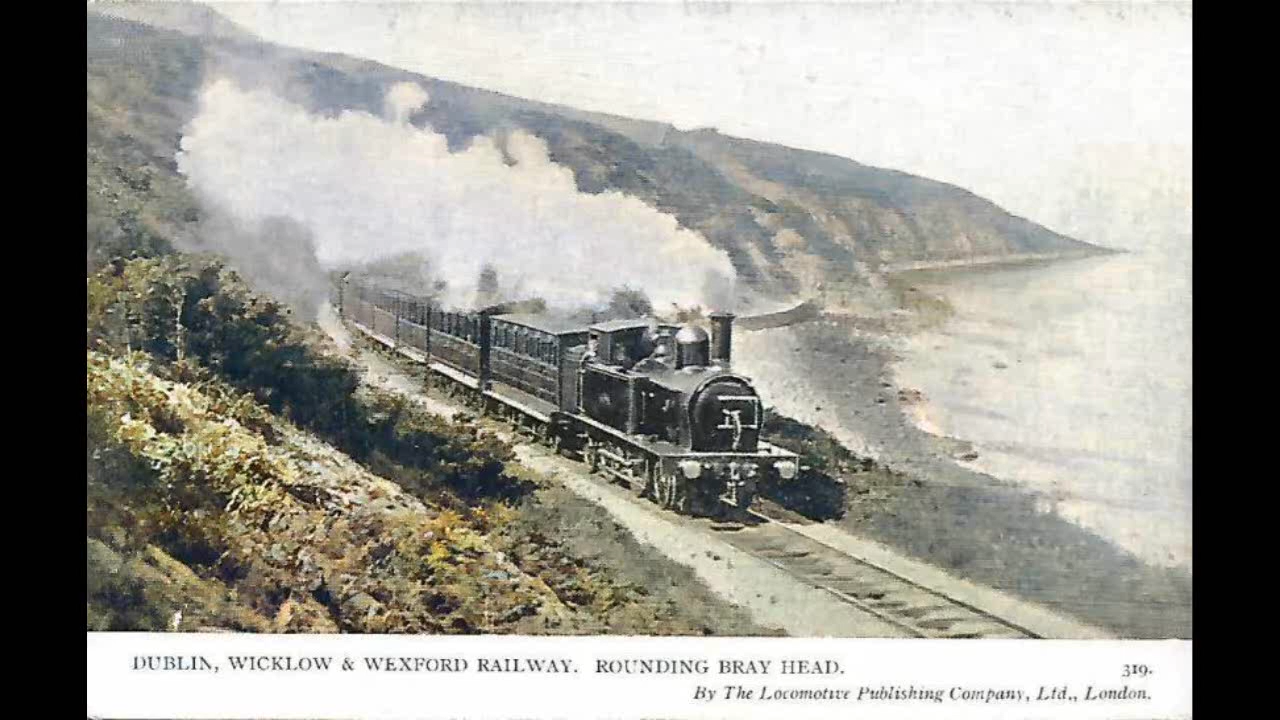 DUBLIN, WICKLOW & WEXFORD RAILWAY. ROUNDING BRAY HEAD. 319.
By The Locomotive Publishing Company, Ltd., London.